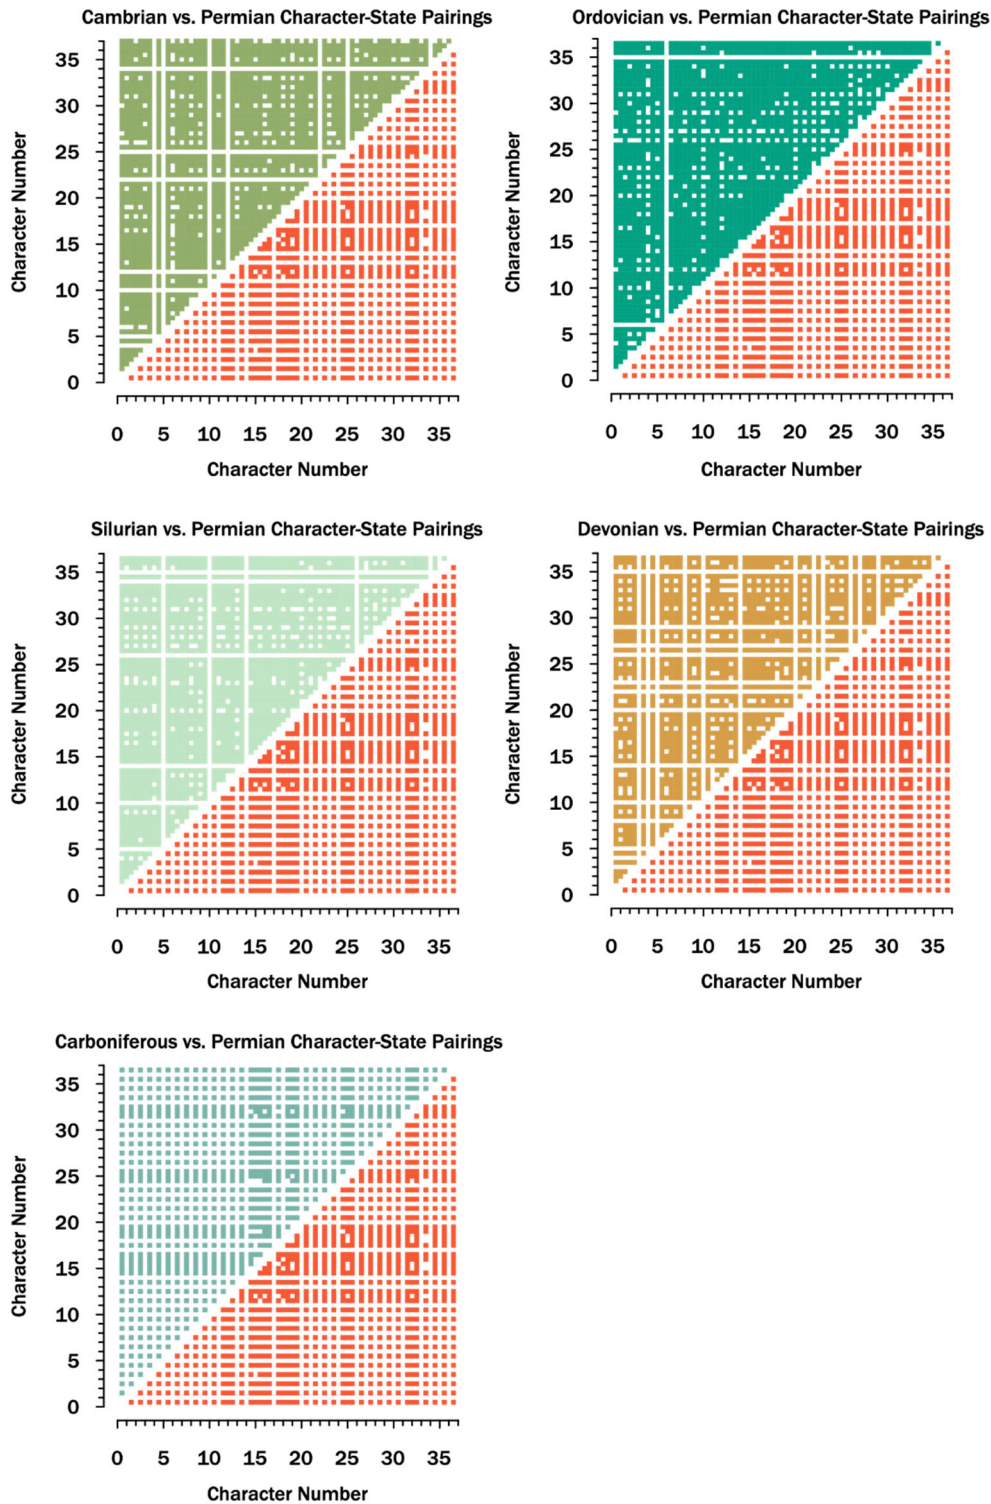 Cambrian vs. Permian Character-State Pairings
35
30
25
20
15
10
5
0
Character Number
0 5 10 15 20 25 30 35
Character Number
Ordovician vs. Permian Character-State Pairings
35
30
25
20
15
10
5
0
Character Number
0 5 10 15 20 25 30 35
Character Number
Silurian vs. Permian Character-State Pairings
35
30
25
20
15
10
5
0
Character Number
0 5 10 15 20 25 30 35
Character Number
Devonian vs. Permian Character-State Pairings
35
30
25
20
15
10
5
0
Character Number
0 5 10 15 20 25 30 35
Character Number
Carboniferous vs. Permian Character-State Pairings
35
30
25
20
15
10
5
0
Character Number
0 5 10 15 20 25 30 35
Character Number